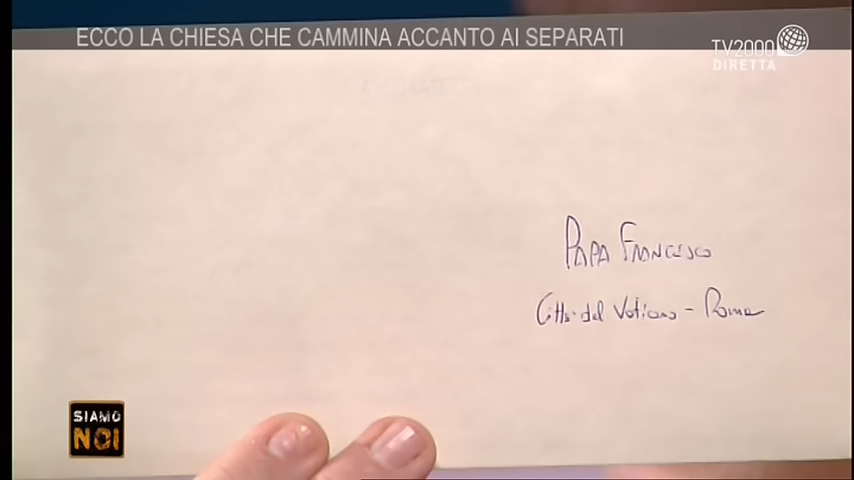 ECCO LA CHIESA CHE CAMMINA ACCANTO AI SEPARATI
TV2000
DIRETTA
PAPA FRANCESCO
Città del Vaticano - Roma
SIAMO
NOI